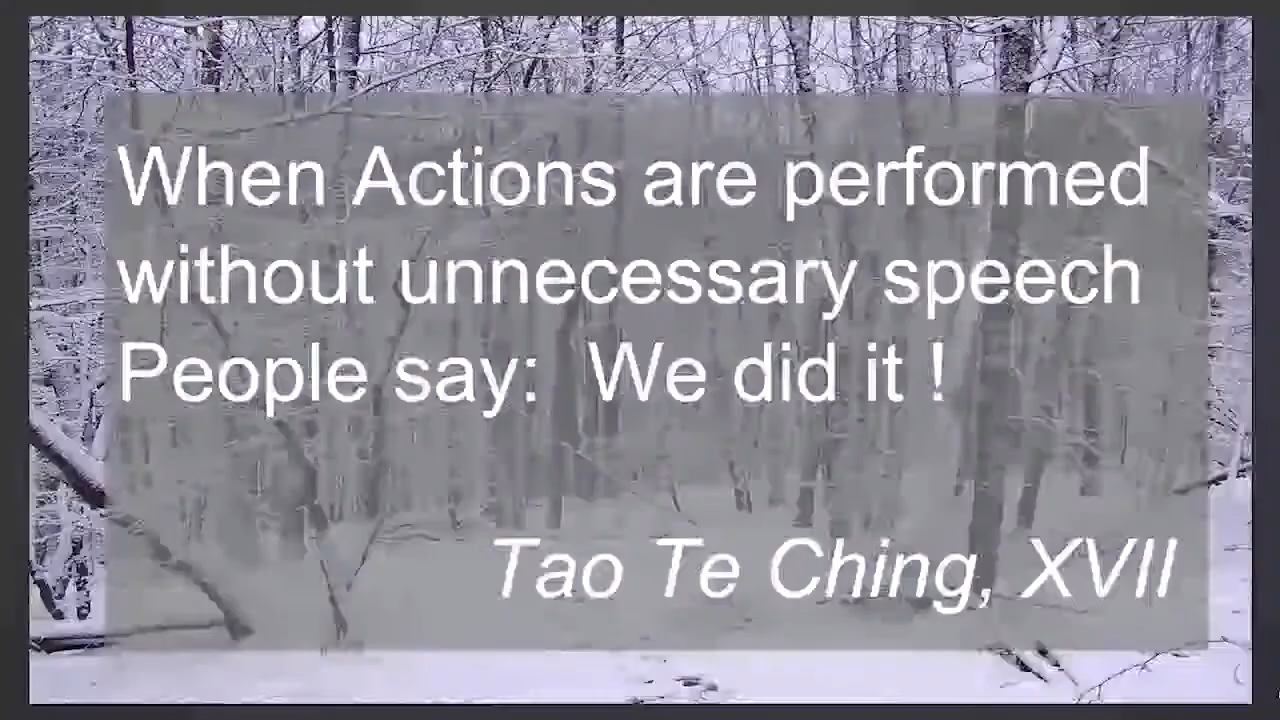 When Actions are performed
without unnecessary speech
People say:  We did it !
Tao Te Ching, XVII